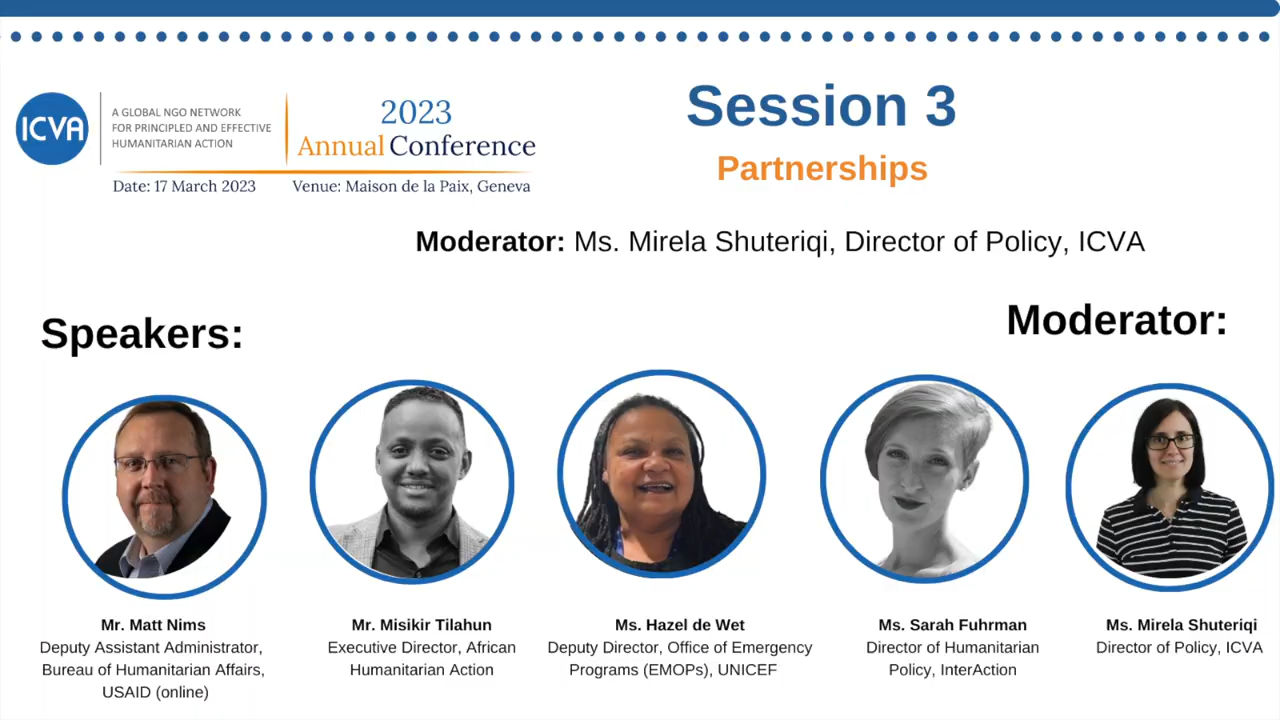 ICVA
A GLOBAL NGO NETWORK
FOR PRINCIPLED AND EFFECTIVE
HUMANITARIAN ACTION
2023
Annual Conference
Date: 17 March 2023 Venue: Maison de la Paix, Geneva
Session 3
Partnerships
Moderator: Ms. Mirela Shuteriqi, Director of Policy, ICVA
Speakers:
Moderator:
Mr. Matt Nims
Deputy Assistant Administrator,
Bureau of Humanitarian Affairs,
USAID (online)
Mr. Misikir Tilahun
Executive Director, African
Humanitarian Action
Ms. Hazel de Wet
Deputy Director, Office of Emergency
Programs (EMOPs), UNICEF
Ms. Sarah Fuhrman
Director of Humanitarian
Policy, InterAction
Ms. Mirela Shuteriqi
Director of Policy, ICVA